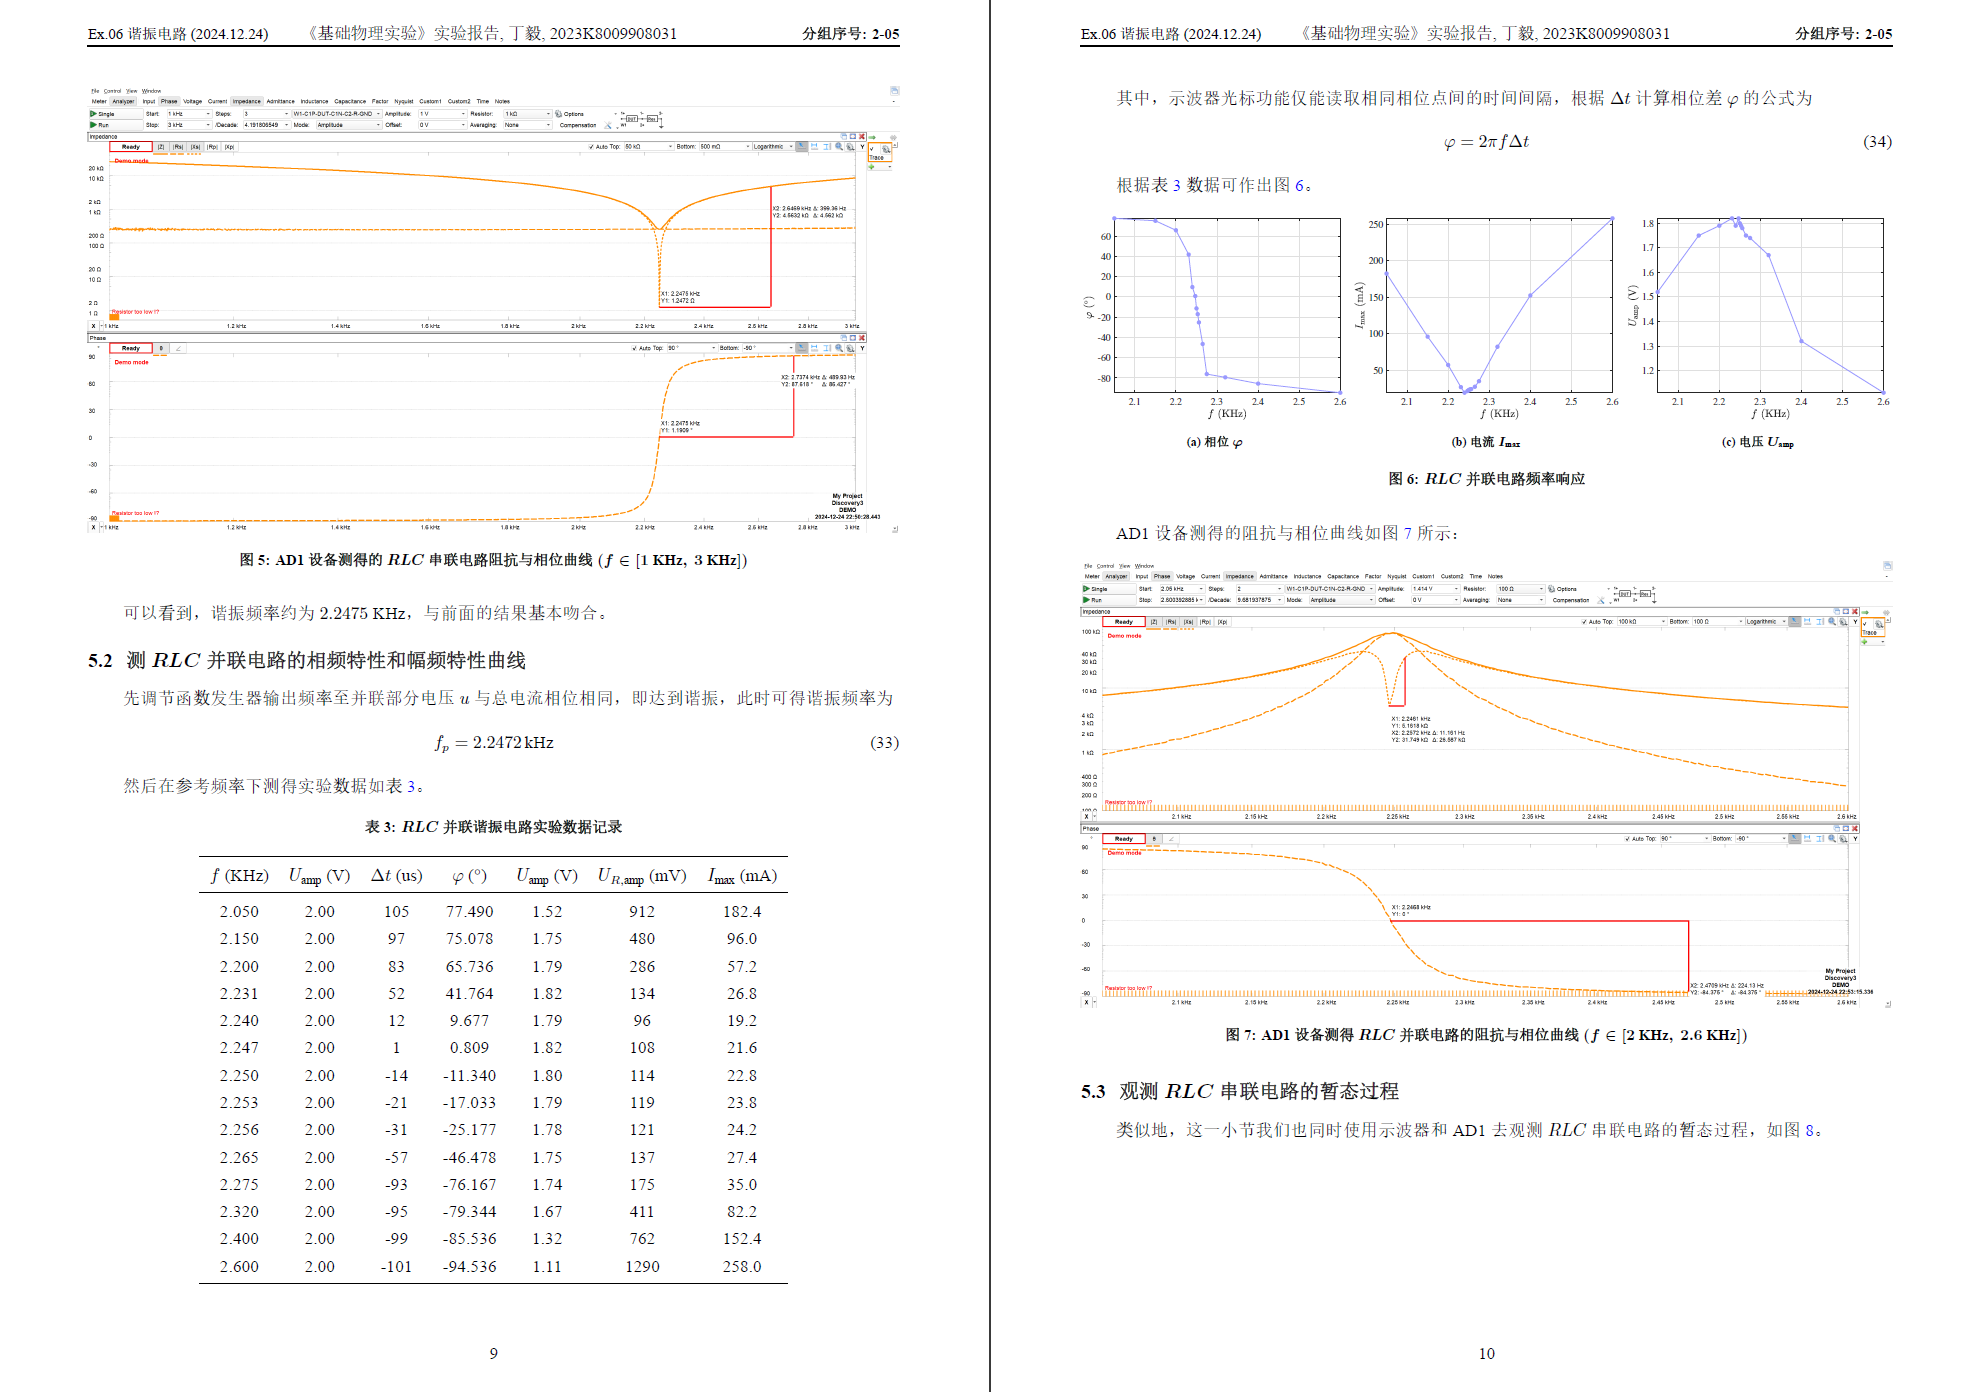 Ex.06 谐振电路 (2024.12.24) 《基础物理实验》实验报告, 丁毅, 2023K8009908031 分组序号: 2-05
File Control View Window
Meter Analyzer Input Phase Voltage Current Impedance Admittance Inductance Capacitance Factor Nyquist Custom1 Custom2 Time Notes
Single Start: 1 kHz Steps: 3 W1-C1P-DUT-C1N-C2-R-GND Amplitude: 1 V Resistor: 1 kΩ Options
Run Stop: 3 kHz /Decade: 4.191806549 Mode: Amplitude Offset: 0 V Averaging: None Compensation
Impedance
Ready |Z| |Rs| |Xs| |Rp| |Xp| Auto Top: 50 kΩ Bottom: 500 mΩ Logarithmic Y
Trace
Demo mode
20 kΩ
10 kΩ
2 kΩ
1 kΩ
200 Ω
100 Ω
20 Ω
10 Ω
2 Ω
1 Ω
X2: 2.6469 kHz Δ: 399.36 Hz
Y2: 4.5632 kΩ Δ: 4.562 kΩ
X1: 2.2475 kHz
Y1: 1.2472 Ω
Resistor too low !?
X 1 kHz 1.2 kHz 1.4 kHz 1.6 kHz 1.8 kHz 2 kHz 2.2 kHz 2.4 kHz 2.6 kHz 2.8 kHz 3 kHz
Phase
Ready θ Auto Top: 90 ° Bottom: -90 ° Y
Demo mode
90
60
30
0
-30
-60
-90
X2: 2.7374 kHz Δ: 489.93 Hz
Y2: 87.618 ° Δ: 86.427 °
X1: 2.2475 kHz
Y1: 1.1909 °
Resistor too low !?
My Project
Discovery3
DEMO
2024-12-24 22:50:28.443
X 1 kHz 1.2 kHz 1.4 kHz 1.6 kHz 1.8 kHz 2 kHz 2.2 kHz 2.4 kHz 2.6 kHz 2.8 kHz 3 kHz
图 5: AD1 设备测得的 RLC 串联电路阻抗与相位曲线 (f ∈ [1 KHz, 3 KHz])
可以看到，谐振频率约为 2.2475 KHz，与前面的结果基本吻合。
5.2 测 RLC 并联电路的相频特性和幅频特性曲线
先调节函数发生器输出频率至并联部分电压 u 与总电流相位相同，即达到谐振，此时可得谐振频率为
f_p = 2.2472 kHz (33)
然后在参考频率下测得实验数据如表 3。
表 3: RLC 并联谐振电路实验数据记录
f (KHz) U_amp (V) Δt (us) φ (°) U_amp (V) U_R,amp (mV) I_max (mA)
2.050 2.00 105 77.490 1.52 912 182.4
2.150 2.00 97 75.078 1.75 480 96.0
2.200 2.00 83 65.736 1.79 286 57.2
2.231 2.00 52 41.764 1.82 134 26.8
2.240 2.00 12 9.677 1.79 96 19.2
2.247 2.00 1 0.809 1.82 108 21.6
2.250 2.00 -14 -11.340 1.80 114 22.8
2.253 2.00 -21 -17.033 1.79 119 23.8
2.256 2.00 -31 -25.177 1.78 121 24.2
2.265 2.00 -57 -46.478 1.75 137 27.4
2.275 2.00 -93 -76.167 1.74 175 35.0
2.320 2.00 -95 -79.344 1.67 411 82.2
2.400 2.00 -99 -85.536 1.32 762 152.4
2.600 2.00 -101 -94.536 1.11 1290 258.0
9
Ex.06 谐振电路 (2024.12.24) 《基础物理实验》实验报告, 丁毅, 2023K8009908031 分组序号: 2-05
其中，示波器光标功能仅能读取相同相位点间的时间间隔，根据 Δt 计算相位差 φ 的公式为
φ = 2πfΔt (34)
根据表 3 数据可作出图 6。
φ (°)
60
40
20
0
-20
-40
-60
-80
2.1 2.2 2.3 2.4 2.5 2.6
f (KHz)
(a) 相位 φ
I_max (mA)
250
200
150
100
50
2.1 2.2 2.3 2.4 2.5 2.6
f (KHz)
(b) 电流 I_max
U_amp (V)
1.8
1.7
1.6
1.5
1.4
1.3
1.2
2.1 2.2 2.3 2.4 2.5 2.6
f (KHz)
(c) 电压 U_amp
图 6: RLC 并联电路频率响应
AD1 设备测得的阻抗与相位曲线如图 7 所示：
File Control View Window
Meter Analyzer Input Phase Voltage Current Impedance Admittance Inductance Capacitance Factor Nyquist Custom1 Custom2 Time Notes
Single Start: 2.05 kHz Steps: 2 W1-C1P-DUT-C1N-C2-R-GND Amplitude: 1.414 V Resistor: 100 Ω Options
Run Stop: /Decade: 9.681937875 Mode: Amplitude Offset: 0 V Averaging: None Compensation
Impedance
Ready |Z| |Rs| |Xs| |Rp| |Xp| Auto Top: 100 kΩ Bottom: 100 Ω Logarithmic Y
Trace
Demo mode
100 kΩ
40 kΩ
30 kΩ
20 kΩ
10 kΩ
4 kΩ
3 kΩ
2 kΩ
1 kΩ
400 Ω
300 Ω
200 Ω
100 Ω
X1: 2.2461 kHz
Y1: 5.1618 kΩ
X2: 2.2572 kHz Δ: 11.161 Hz
Y2: 31.749 kΩ Δ: 26.587 kΩ
Resistor too low !?
X 2.1 kHz 2.15 kHz 2.2 kHz 2.25 kHz 2.3 kHz 2.35 kHz 2.4 kHz 2.45 kHz 2.5 kHz 2.55 kHz 2.6 kHz
Phase
Ready θ Auto Top: 90 ° Bottom: -90 ° Y
Demo mode
90
60
30
0
-30
-60
-90
X1: 2.2468 kHz
Y1: 0 °
X2: 2.4709 kHz Δ: 224.13 Hz
Y2: -84.375 ° Δ: -84.375 °
Resistor too low !?
My Project
Discovery3
DEMO
2024-12-24 22:53:15.336
X 2.1 kHz 2.15 kHz 2.2 kHz 2.25 kHz 2.3 kHz 2.35 kHz 2.4 kHz 2.45 kHz 2.5 kHz 2.55 kHz 2.6 kHz
图 7: AD1 设备测得 RLC 并联电路的阻抗与相位曲线 (f ∈ [2 KHz, 2.6 KHz])
5.3 观测 RLC 串联电路的暂态过程
类似地，这一小节我们也同时使用示波器和 AD1 去观测 RLC 串联电路的暂态过程，如图 8。
10